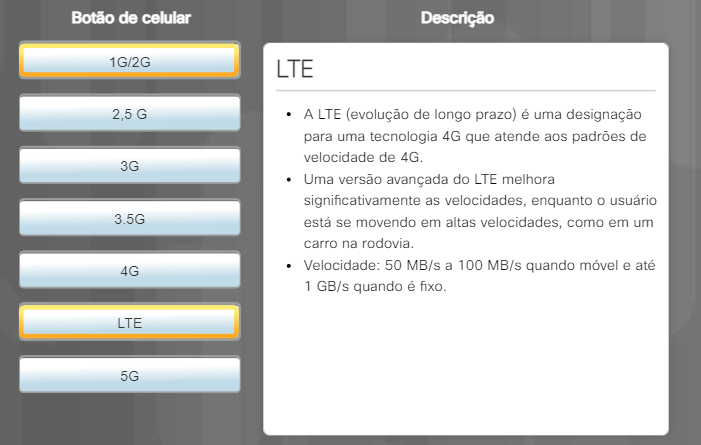 Botão de celular
Descrição
1G/2G
2,5 G
3G
3.5G
4G
LTE
5G
LTE
• A LTE (evolução de longo prazo) é uma designação
para uma tecnologia 4G que atende aos padrões de
velocidade de 4G.
• Uma versão avançada do LTE melhora
significativamente as velocidades, enquanto o usuário
está se movendo em altas velocidades, como em um
carro na rodovia.
• Velocidade: 50 MB/s a 100 MB/s quando móvel e até
1 GB/s quando é fixo.